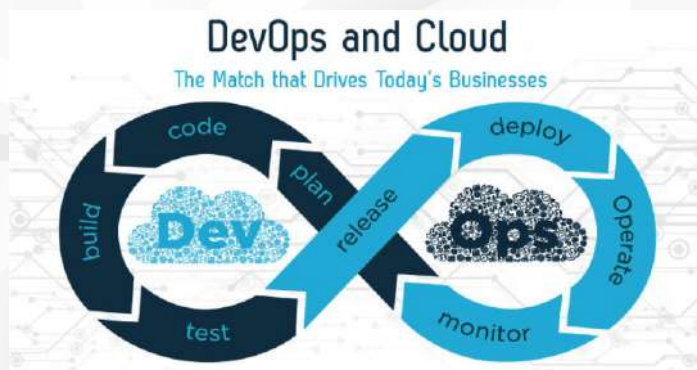 DevOps and Cloud
The Match that Drives Today's Businesses
code
deploy
plan
release
build
Dev
Ops
Operate
test
monitor